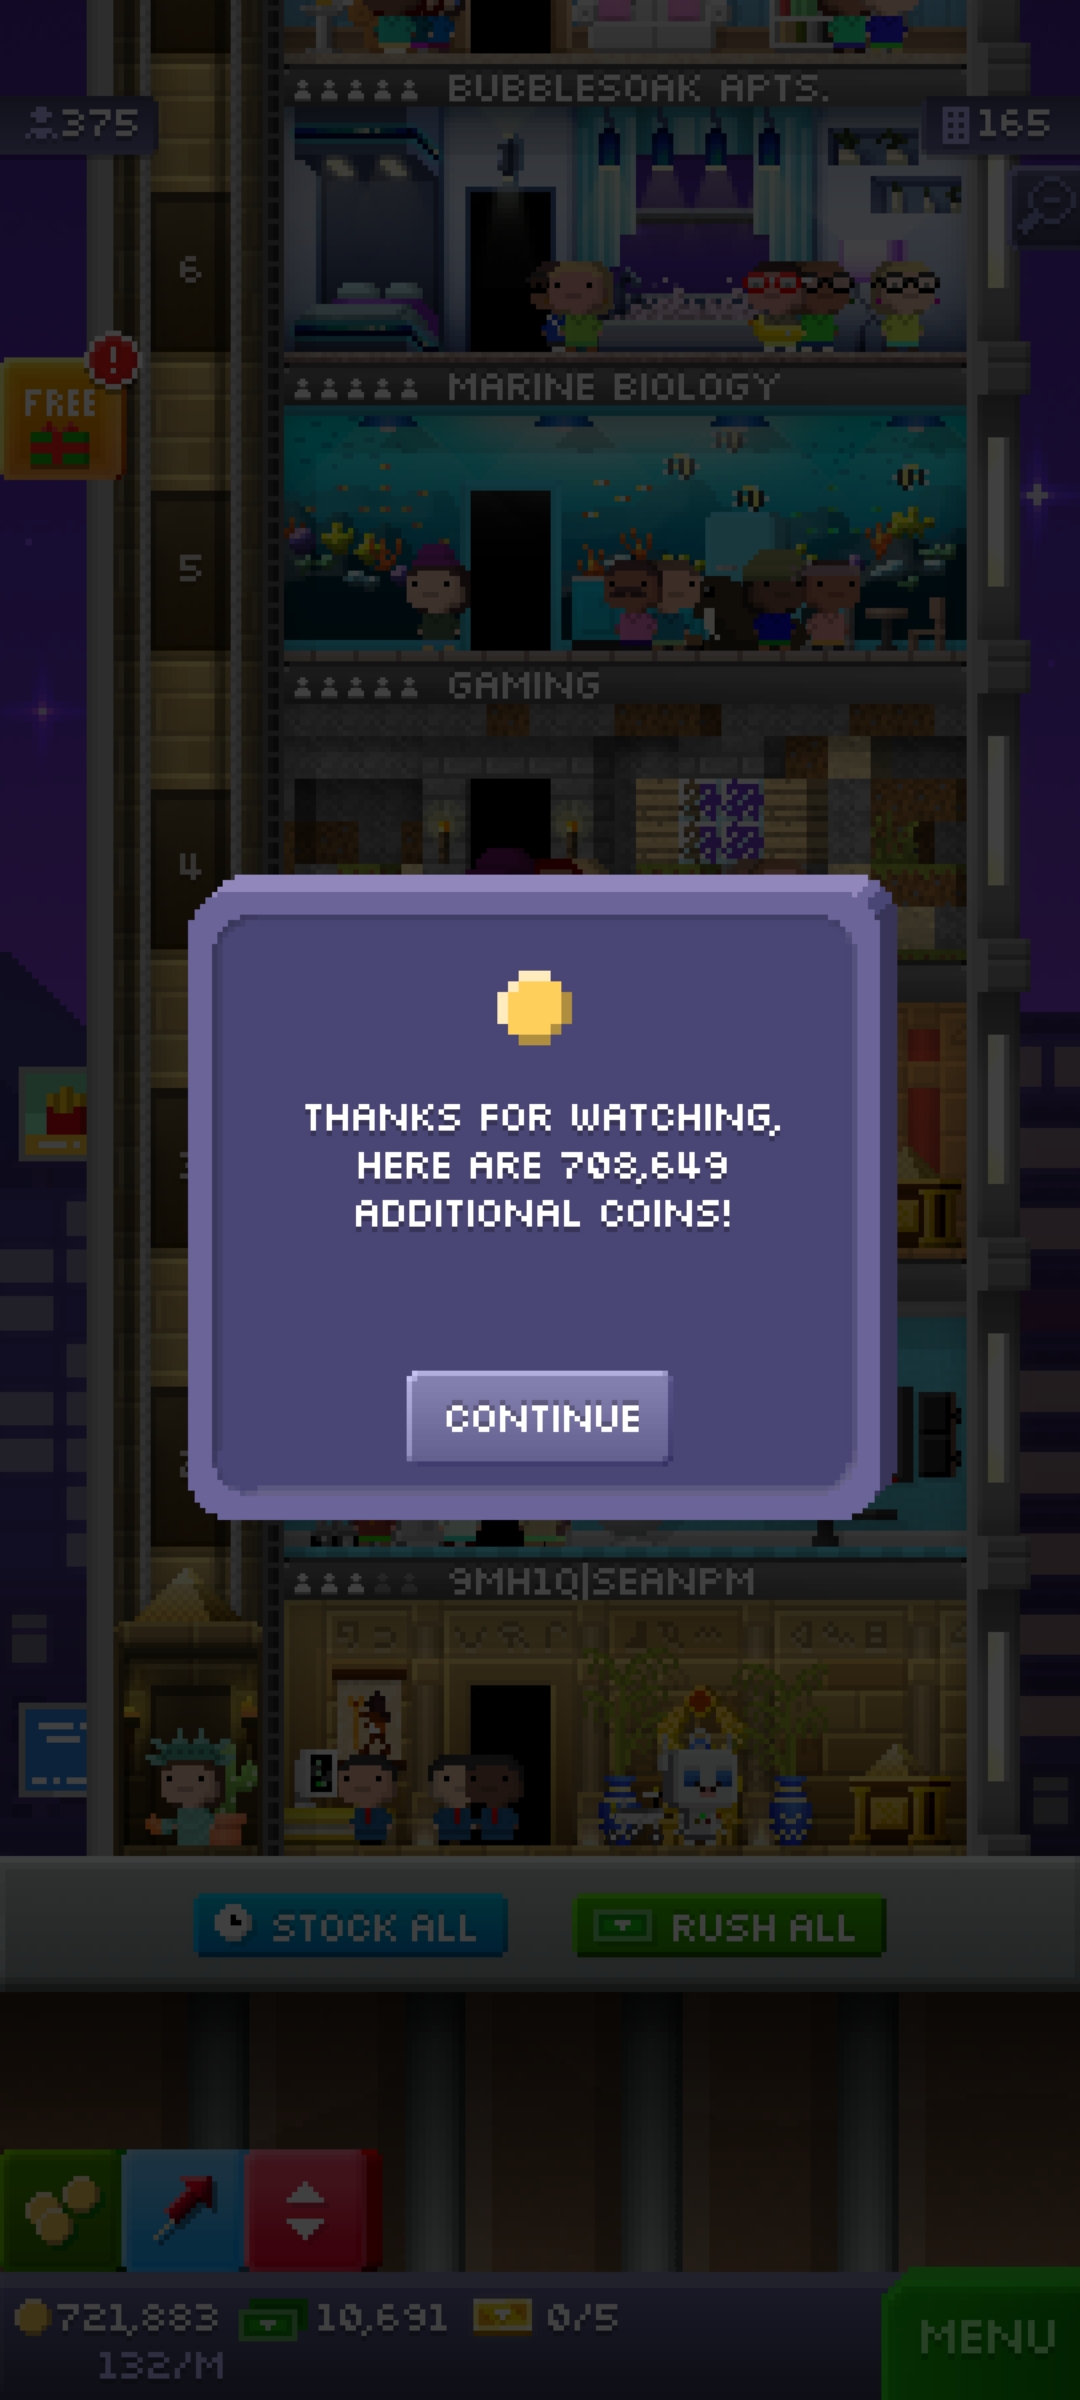 BUBBLESOAK APTS.
375
165
6
FREE
!
MARINE BIOLOGY
5
GAMING
4
THANKS FOR WATCHING,
HERE ARE 708,649
ADDITIONAL COINS!
CONTINUE
9MH1Q|SEANPM
STOCK ALL
RUSH ALL
721,883
10,691
0/5
132/M
MENU